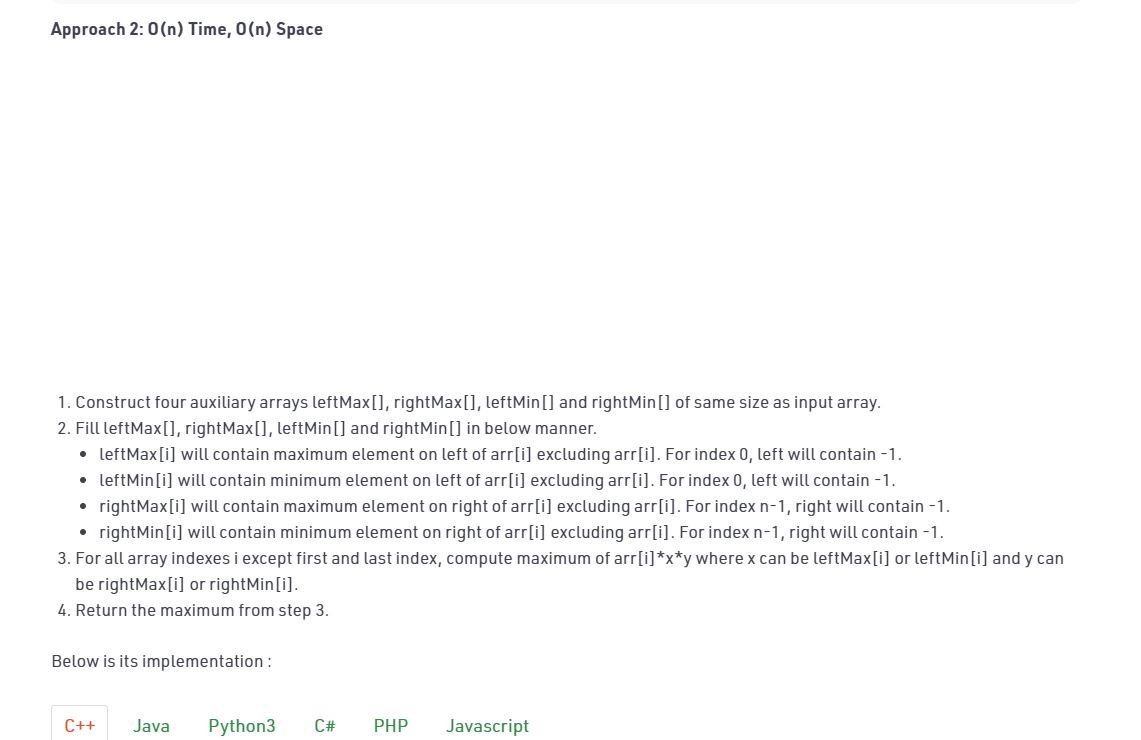 Approach 2: O(n) Time, O(n) Space
1. Construct four auxiliary arrays leftMax[], rightMax[], leftMin[] and rightMin[] of same size as input array.
2. Fill leftMax[], rightMax[], leftMin[] and rightMin[] in below manner.
• leftMax[i] will contain maximum element on left of arr[i] excluding arr[i]. For index 0, left will contain -1.
• leftMin[i] will contain minimum element on left of arr[i] excluding arr[i]. For index 0, left will contain -1.
• rightMax[i] will contain maximum element on right of arr[i] excluding arr[i]. For index n-1, right will contain -1.
• rightMin[i] will contain minimum element on right of arr[i] excluding arr[i]. For index n-1, right will contain -1.
3. For all array indexes i except first and last index, compute maximum of arr[i]*x*y where x can be leftMax[i] or leftMin[i] and y can
be rightMax[i] or rightMin[i].
4. Return the maximum from step 3.
Below is its implementation :
C++ Java Python3 C# PHP Javascript